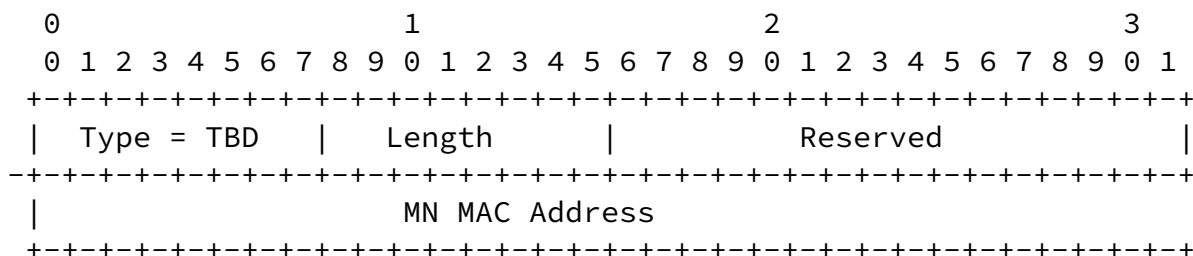 0                   1                   2                   3
 0 1 2 3 4 5 6 7 8 9 0 1 2 3 4 5 6 7 8 9 0 1 2 3 4 5 6 7 8 9 0 1
 +-+-+-+-+-+-+-+-+-+-+-+-+-+-+-+-+-+-+-+-+-+-+-+-+-+-+-+-+-+-+-+-+
 |  Type = TBD   |   Length      |          Reserved             |
-+-+-+-+-+-+-+-+-+-+-+-+-+-+-+-+-+-+-+-+-+-+-+-+-+-+-+-+-+-+-+-+-+
 |                    MN MAC Address
 +-+-+-+-+-+-+-+-+-+-+-+-+-+-+-+-+-+-+-+-+-+-+-+-+-+-+-+-+-+-+-+-+